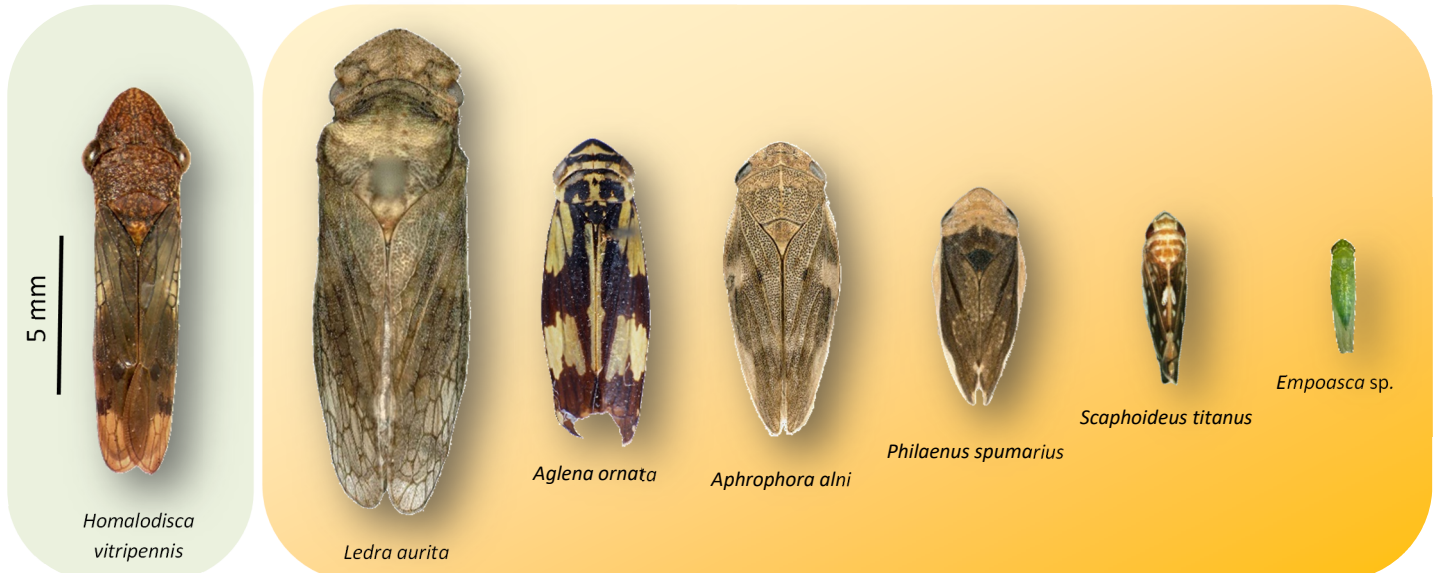 5 mm
Homalodisca
vitripennis
Ledra aurita
Aglena ornata
Aphrophora alni
Philaenus spumarius
Scaphoideus titanus
Empoasca sp.